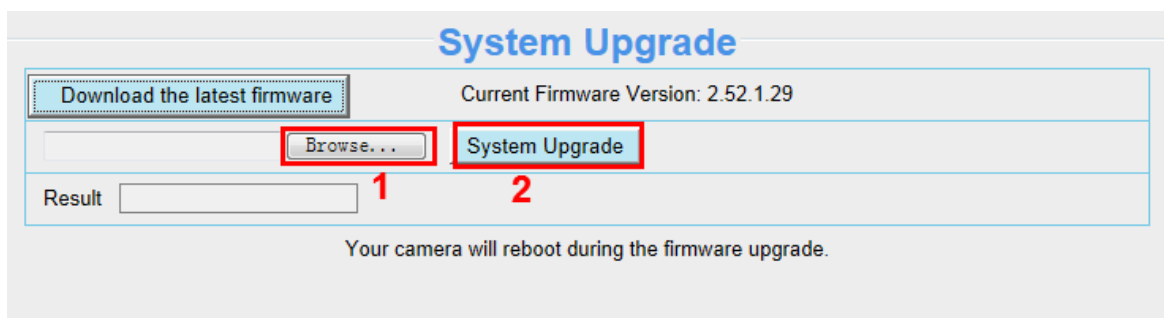 System Upgrade
Download the latest firmware Current Firmware Version: 2.52.1.29
Browse... System Upgrade
1 2
Result
Your camera will reboot during the firmware upgrade.